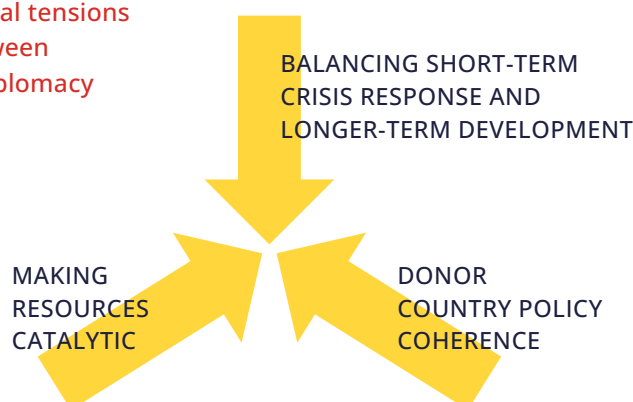 al tensions
ween
plomacy
BALANCING SHORT-TERM
CRISIS RESPONSE AND
LONGER-TERM DEVELOPMENT
MAKING
RESOURCES
CATALYTIC
DONOR
COUNTRY POLICY
COHERENCE